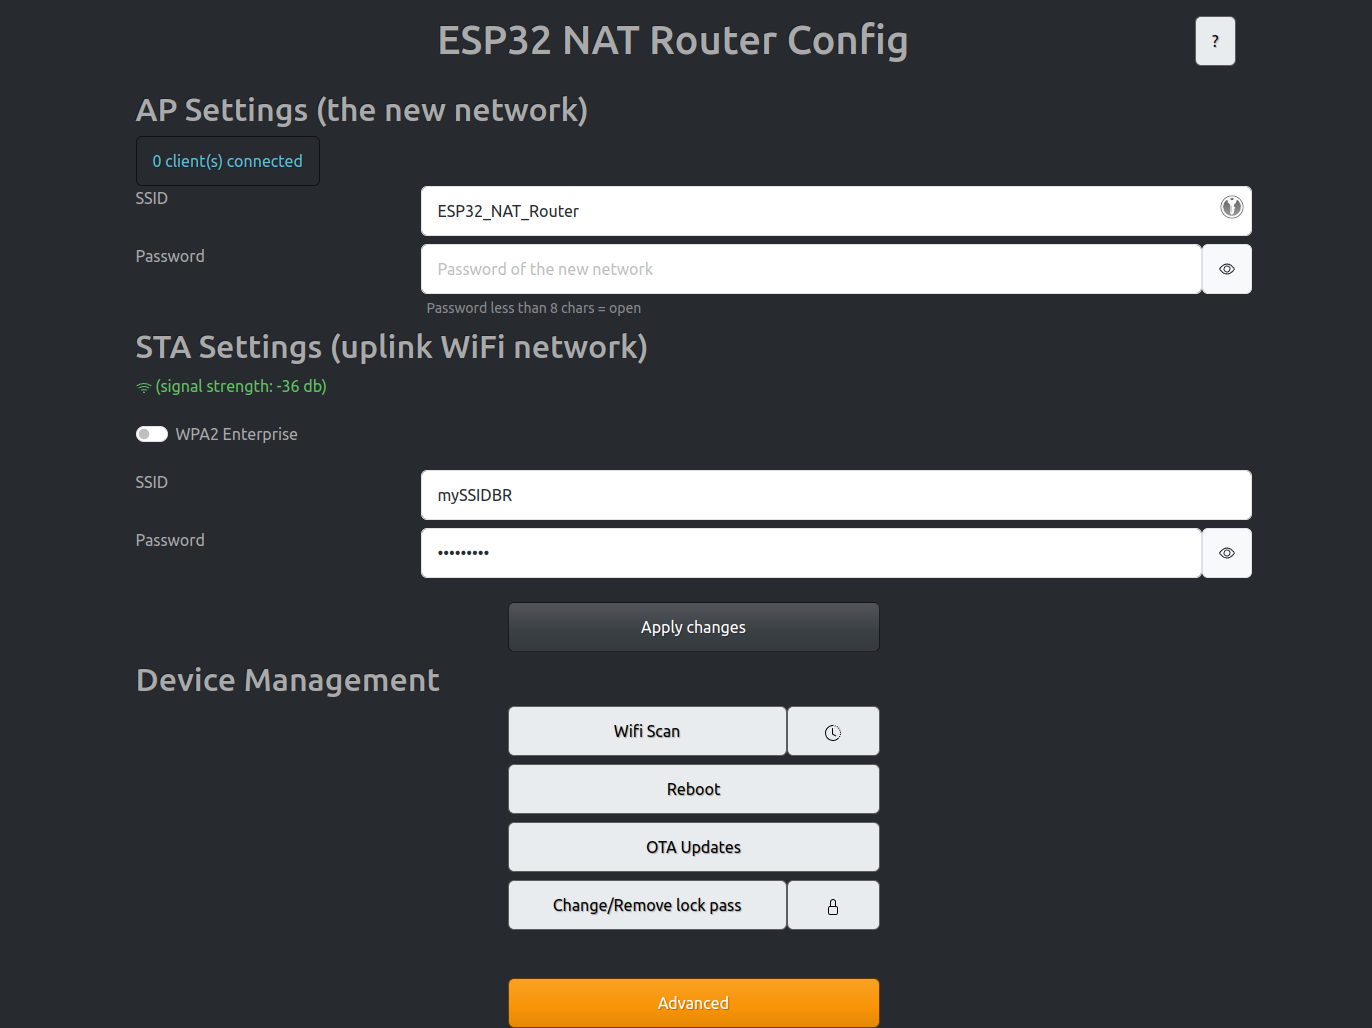 ESP32 NAT Router Config
?
AP Settings (the new network)
0 client(s) connected
SSID
ESP32_NAT_Router
Password
Password of the new network
Password less than 8 chars = open
STA Settings (uplink WiFi network)
(signal strength: -36 db)
WPA2 Enterprise
SSID
mySSIDBR
Password
•••••••••
Apply changes
Device Management
Wifi Scan
Reboot
OTA Updates
Change/Remove lock pass
Advanced